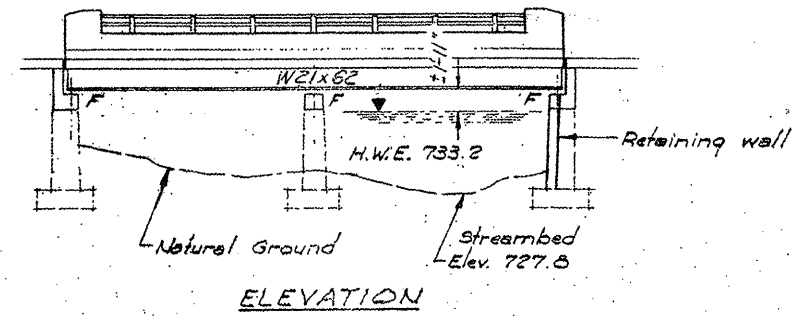 W21x62
F
F
F
H.W.E. 733.2
Retaining wall
Natural Ground
Streambed
Elev. 727.8
ELEVATION